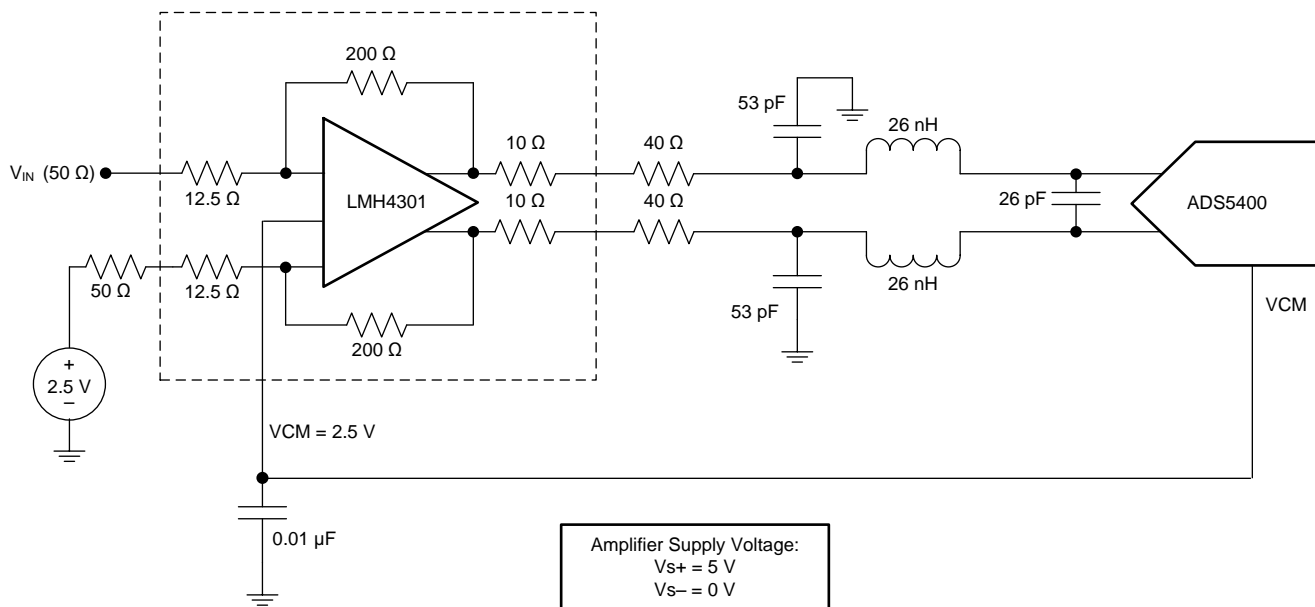 200 Ω
53 pF
26 nH
10 Ω
40 Ω
V_IN (50 Ω)
12.5 Ω
LMH4301
10 Ω
40 Ω
26 pF
ADS5400
50 Ω
12.5 Ω
200 Ω
53 pF
26 nH
VCM
+
2.5 V
–
VCM = 2.5 V
0.01 µF
Amplifier Supply Voltage:
Vs+ = 5 V
Vs– = 0 V